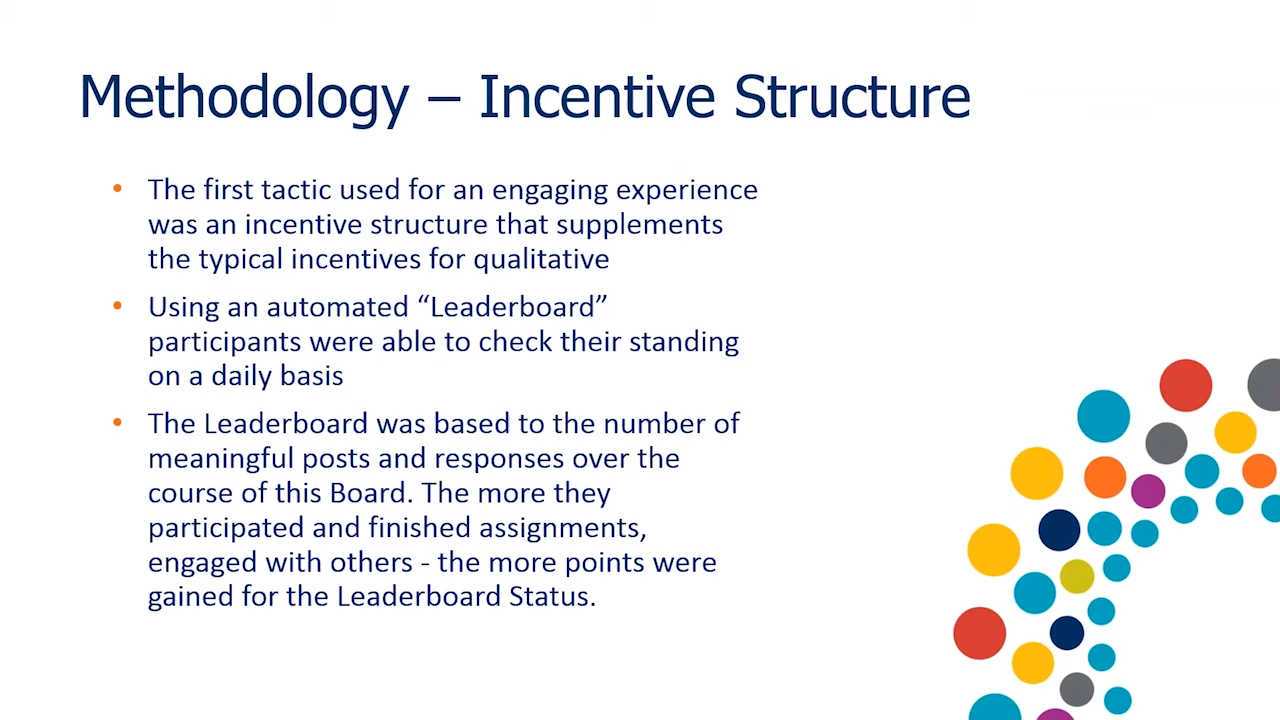 Methodology – Incentive Structure
• The first tactic used for an engaging experience
was an incentive structure that supplements
the typical incentives for qualitative
• Using an automated “Leaderboard”
participants were able to check their standing
on a daily basis
• The Leaderboard was based to the number of
meaningful posts and responses over the
course of this Board. The more they
participated and finished assignments,
engaged with others - the more points were
gained for the Leaderboard Status.